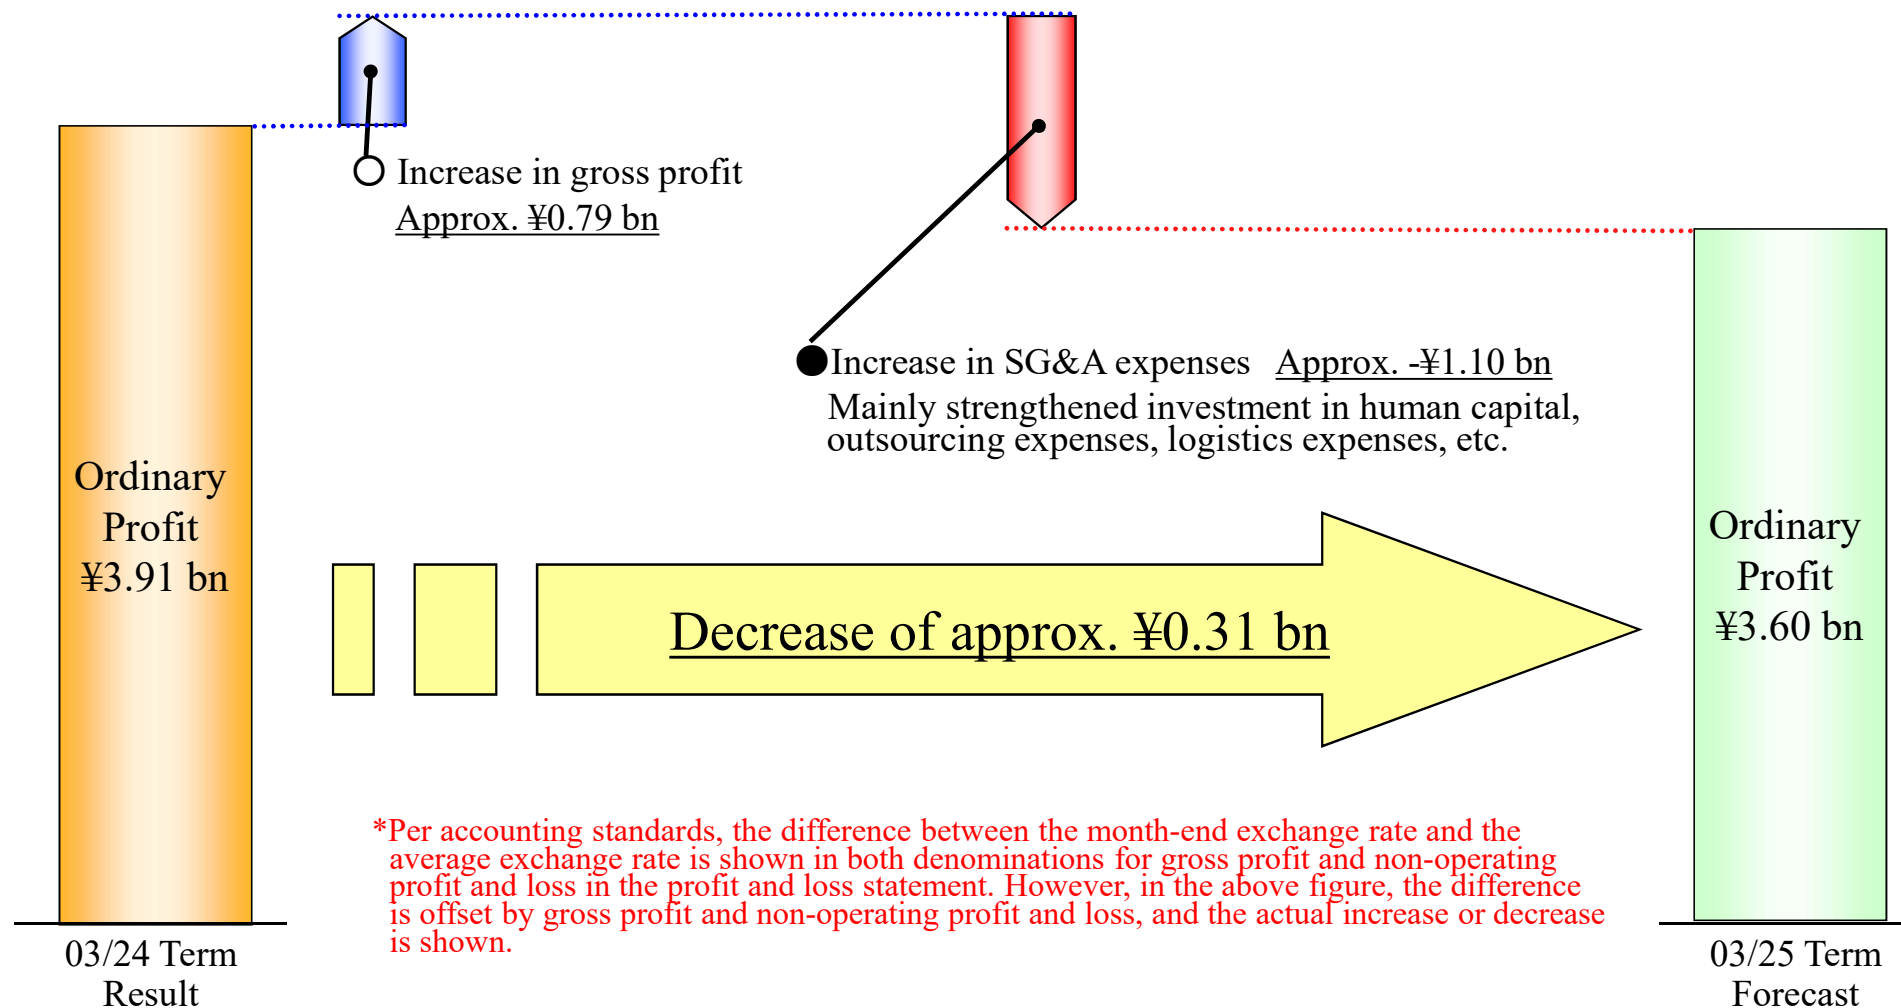 Increase in gross profit
Approx. ¥0.79 bn
Increase in SG&A expenses Approx. -¥1.10 bn
Mainly strengthened investment in human capital,
outsourcing expenses, logistics expenses, etc.
Ordinary
Profit
¥3.91 bn
Decrease of approx. ¥0.31 bn
Ordinary
Profit
¥3.60 bn
*Per accounting standards, the difference between the month-end exchange rate and the
average exchange rate is shown in both denominations for gross profit and non-operating
profit and loss in the profit and loss statement. However, in the above figure, the difference
is offset by gross profit and non-operating profit and loss, and the actual increase or decrease
is shown.
03/24 Term
Result
03/25 Term
Forecast